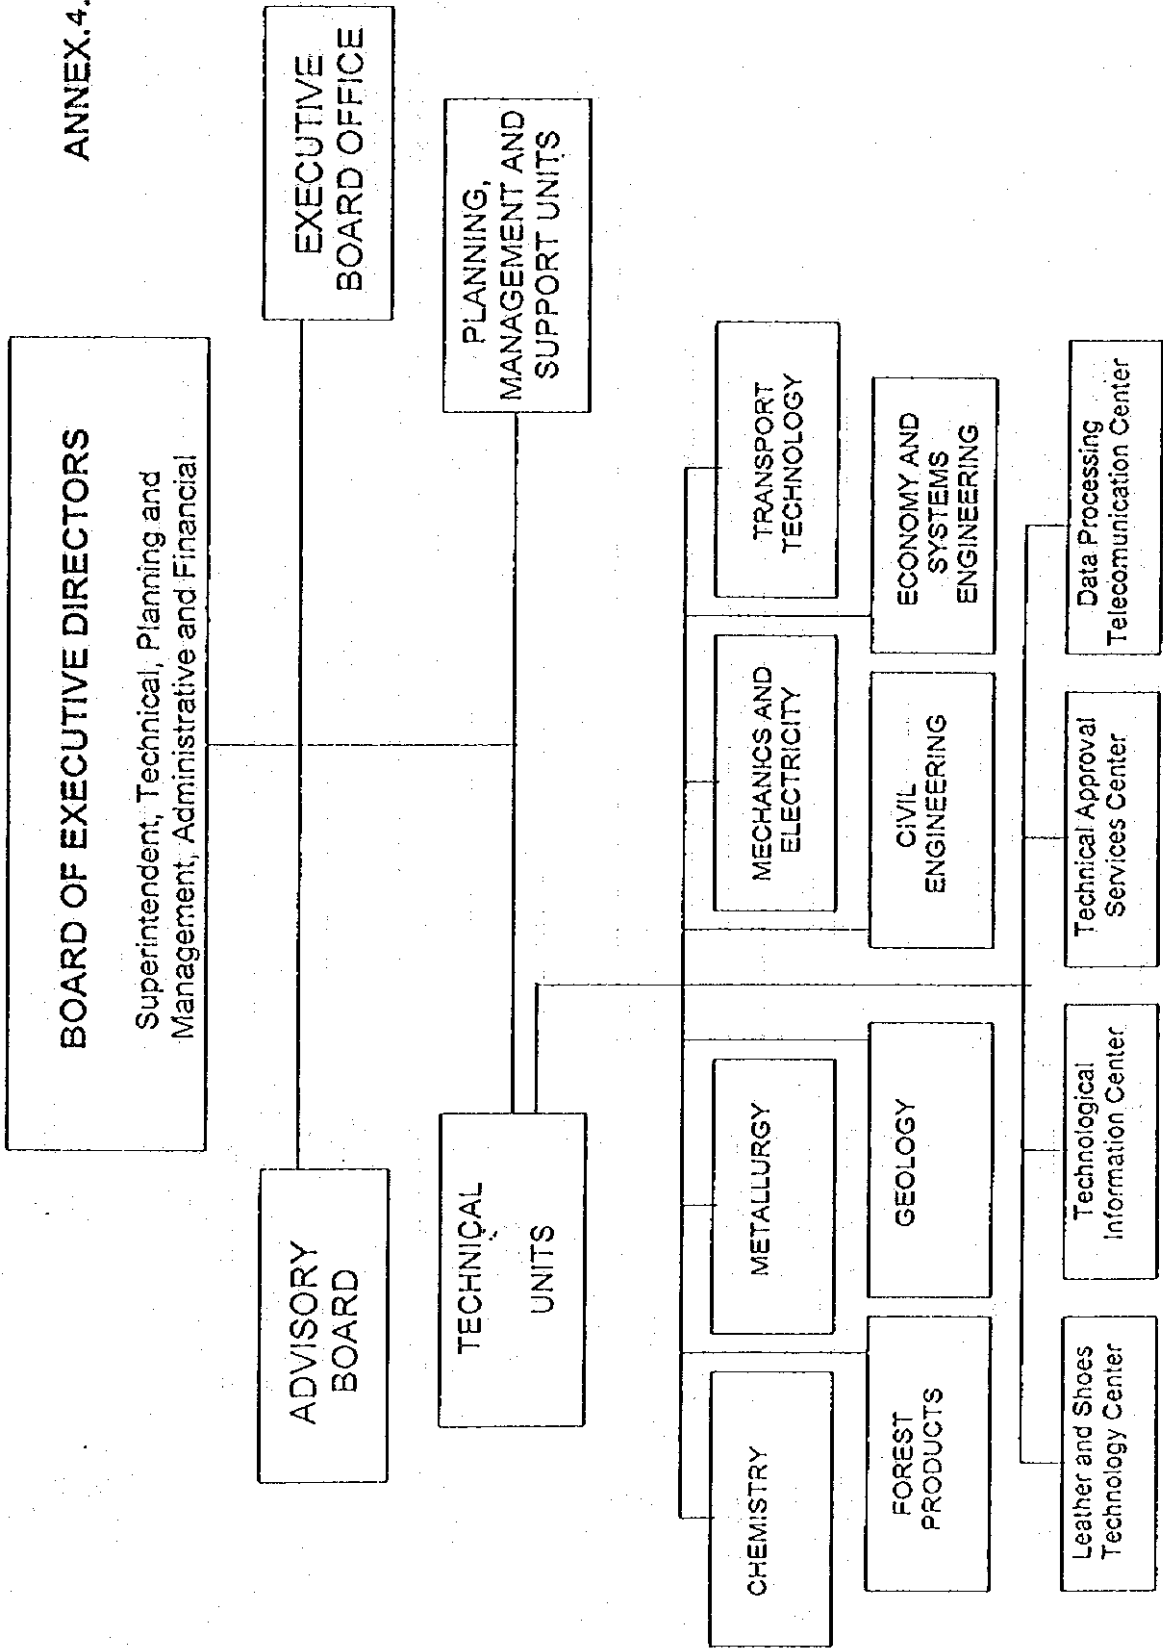 ANNEX.4.
BOARD OF EXECUTIVE DIRECTORS
Superintendent, Technical, Planning and
Management, Administrative and Financial
ADVISORY
BOARD
EXECUTIVE
BOARD OFFICE
TECHNICAL
UNITS
PLANNING,
MANAGEMENT AND
SUPPORT UNITS
CHEMISTRY
METALLURGY
MECHANICS AND
ELECTRICITY
TRANSPORT
TECHNOLOGY
FOREST
PRODUCTS
GEOLOGY
CIVIL
ENGINEERING
ECONOMY AND
SYSTEMS
ENGINEERING
Leather and Shoes
Technology Center
Technological
Information Center
Technical Approval
Services Center
Data Processing
Telecomunication Center